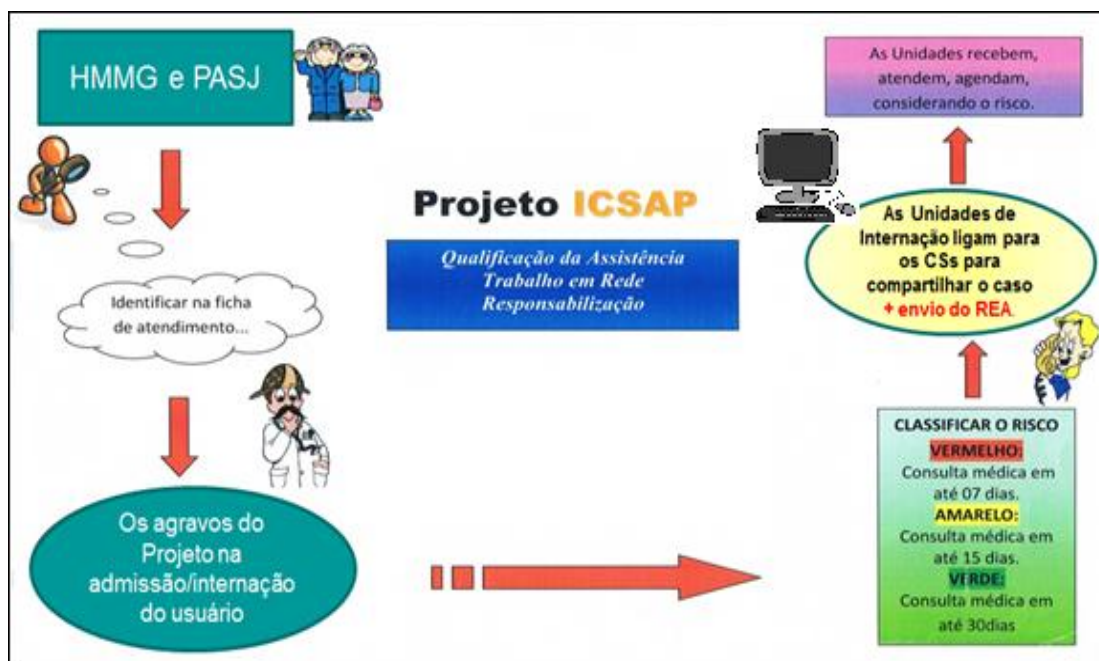 HMMG e PASJ
Identificar na ficha
de atendimento...
Os agravos do
Projeto na
admissão/internação
do usuário
Projeto ICSAP
Qualificação da Assistência
Trabalho em Rede
Responsabilização
CLASSIFICAR O RISCO
VERMELHO:
Consulta médica em
até 07 dias.
AMARELO:
Consulta médica em
até 15 dias.
VERDE:
Consulta médica em
até 30dias
As Unidades de
Internação ligam para
os CSs para
compartilhar o caso
+ envio do REA.
As Unidades recebem,
atendem, agendam,
considerando o risco.